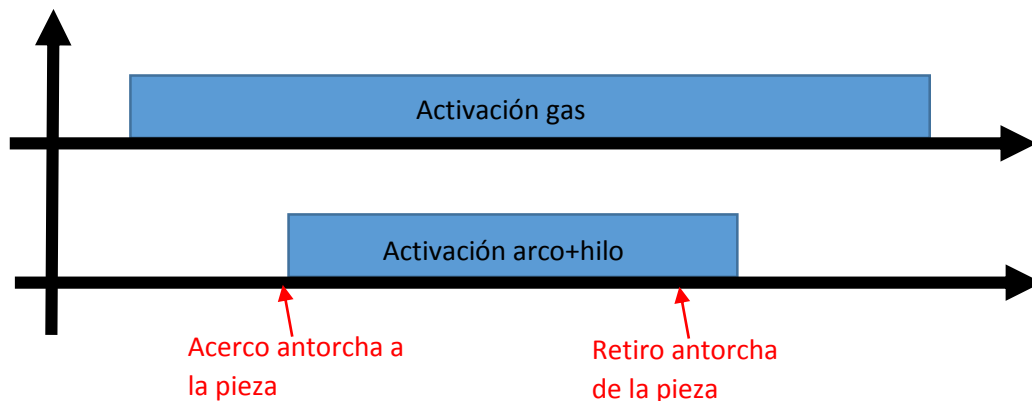 Activación gas
Activación arco+hilo
Acerco antorcha a
la pieza
Retiro antorcha
de la pieza